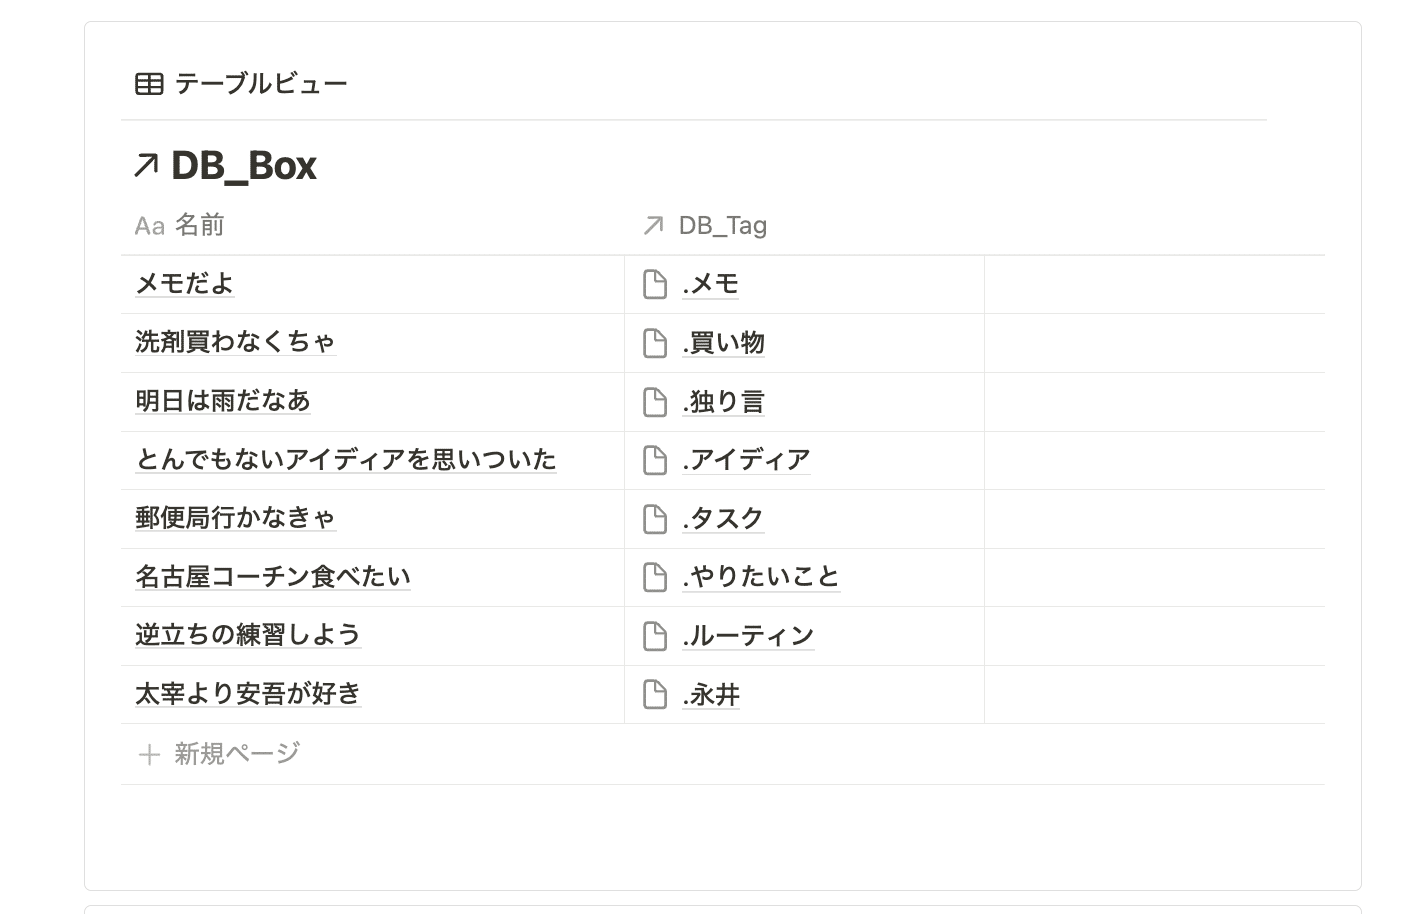 テーブルビュー
DB_Box
Aa 名前 DB_Tag
メモだよ .メモ
洗剤買わなくちゃ .買い物
明日は雨だなあ .独り言
とんでもないアイディアを思いついた .アイディア
郵便局行かなきゃ .タスク
名古屋コーチン食べたい .やりたいこと
逆立ちの練習しよう .ルーティン
太宰より安吾が好き .永井
新規ページ